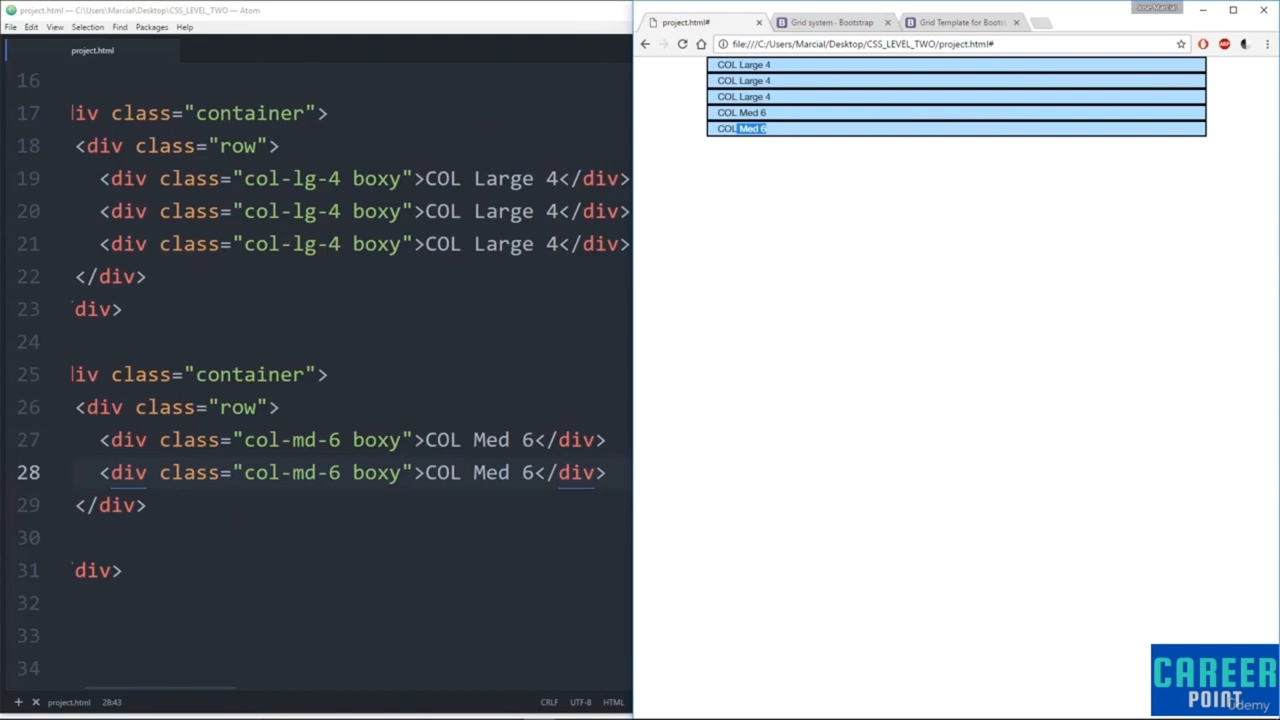 project.html — C:\Users\Marcial\Desktop\CSS_LEVEL_TWO — Atom
File Edit View Selection Find Packages Help
project.html
16
17 iv class="container">
18 <div class="row">
19 <div class="col-lg-4 boxy">COL Large 4</div>
20 <div class="col-lg-4 boxy">COL Large 4</div>
21 <div class="col-lg-4 boxy">COL Large 4</div>
22 </div>
23 div>
24
25 iv class="container">
26 <div class="row">
27 <div class="col-md-6 boxy">COL Med 6</div>
28 <div class="col-md-6 boxy">COL Med 6</div>
29 </div>
30
31 div>
32
33
34
project.html 28:43 CRLF UTF-8 HTML
Jose Marcial
project.html# Grid system · Bootstrap Grid Template for Boots
file:///C:/Users/Marcial/Desktop/CSS_LEVEL_TWO/project.html#
COL Large 4
COL Large 4
COL Large 4
COL Med 6
COL Med 6
CAREER
POINT
Udemy